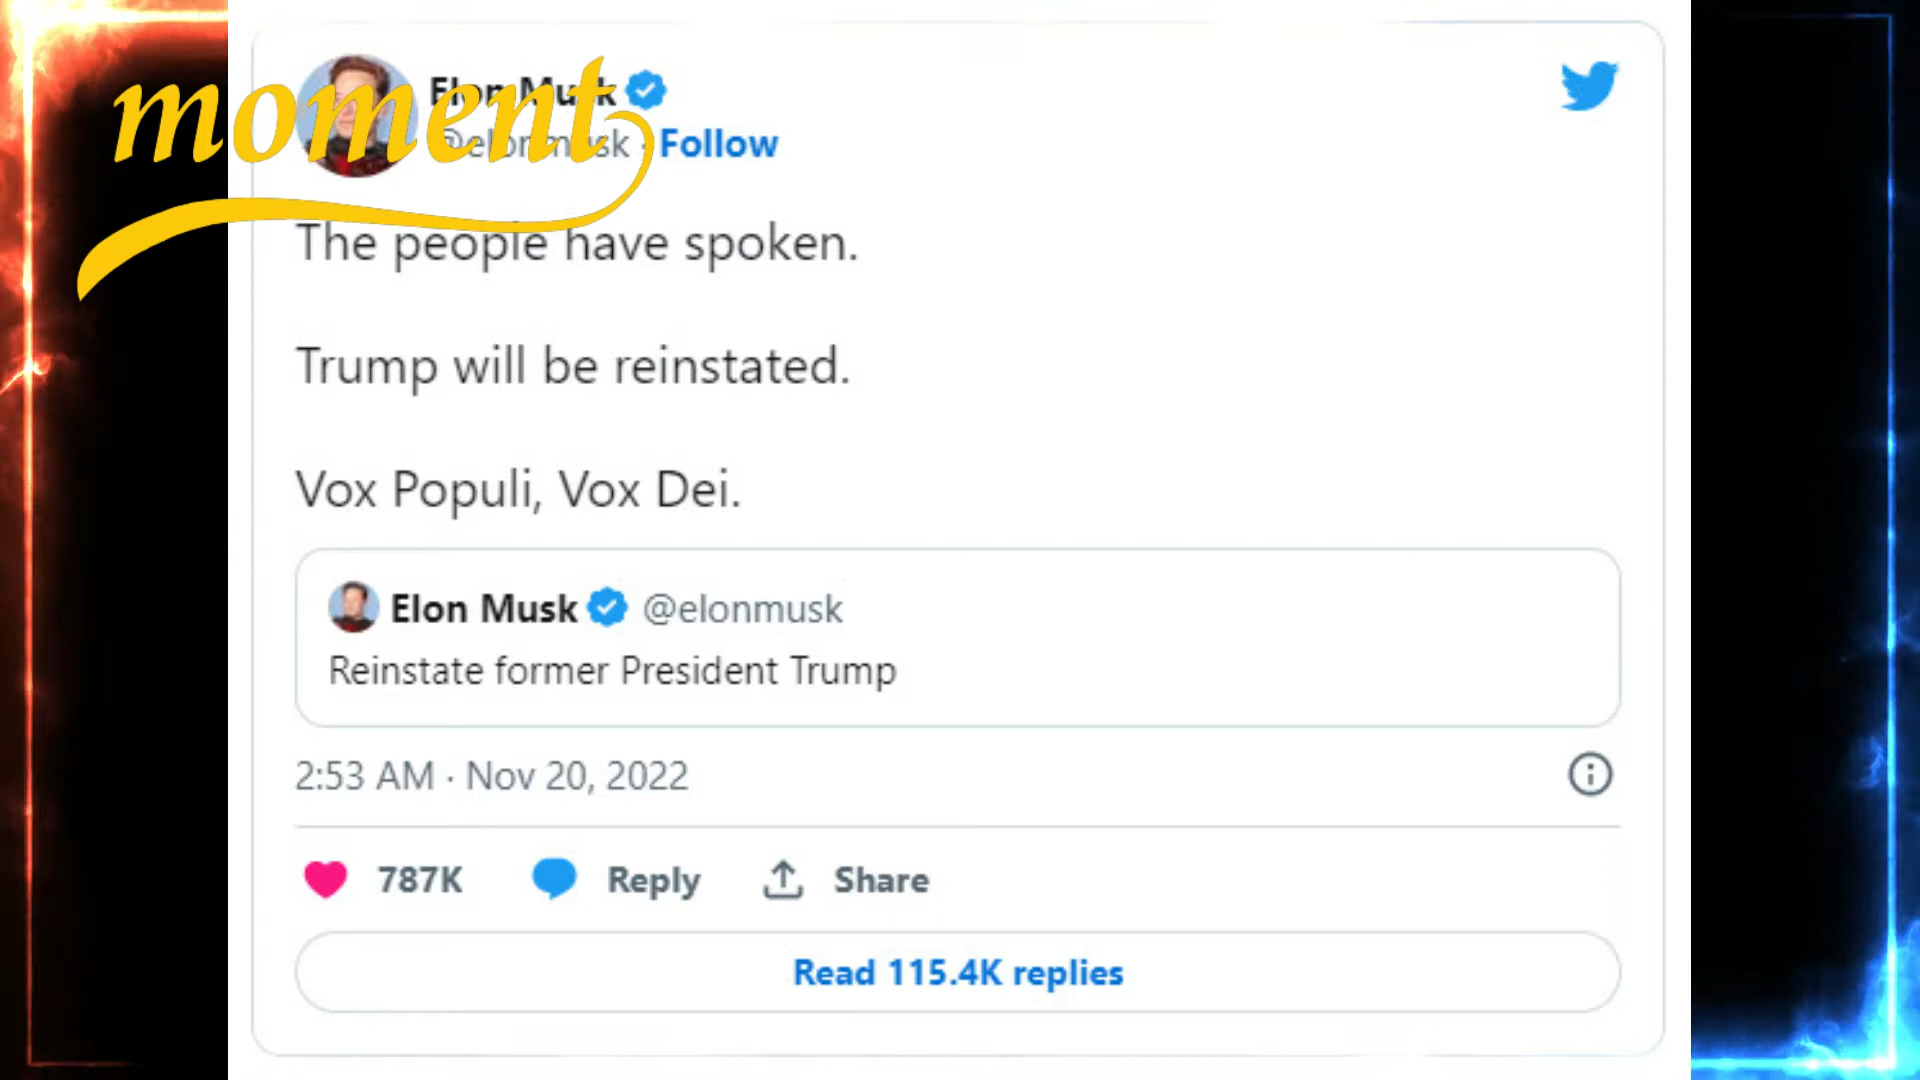 moment
Elon Musk
@elonmusk · Follow
The people have spoken.
Trump will be reinstated.
Vox Populi, Vox Dei.
Elon Musk @elonmusk
Reinstate former President Trump
2:53 AM · Nov 20, 2022
787K Reply Share
Read 115.4K replies